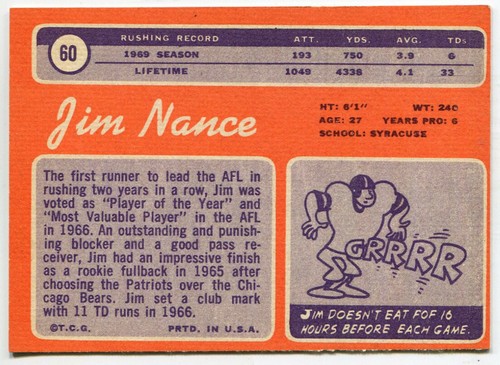 60
RUSHING RECORD ATT. YDS. AVG. TDs
1969 SEASON 193 750 3.9 6
LIFETIME 1049 4338 4.1 33
Jim Nance
HT: 6'1" WT: 240
AGE: 27 YEARS PRO: 6
SCHOOL: SYRACUSE
The first runner to lead the AFL in
rushing two years in a row, Jim was
voted as "Player of the Year" and
"Most Valuable Player" in the AFL
in 1966. An outstanding and punish-
ing blocker and a good pass re-
ceiver, Jim had an impressive finish
as a rookie fullback in 1965 after
choosing the Patriots over the Chi-
cago Bears. Jim set a club mark
with 11 TD runs in 1966.
©T.C.G. PRTD. IN U.S.A.
GRRRR
JIM DOESN'T EAT FOF 16
HOURS BEFORE EACH GAME.